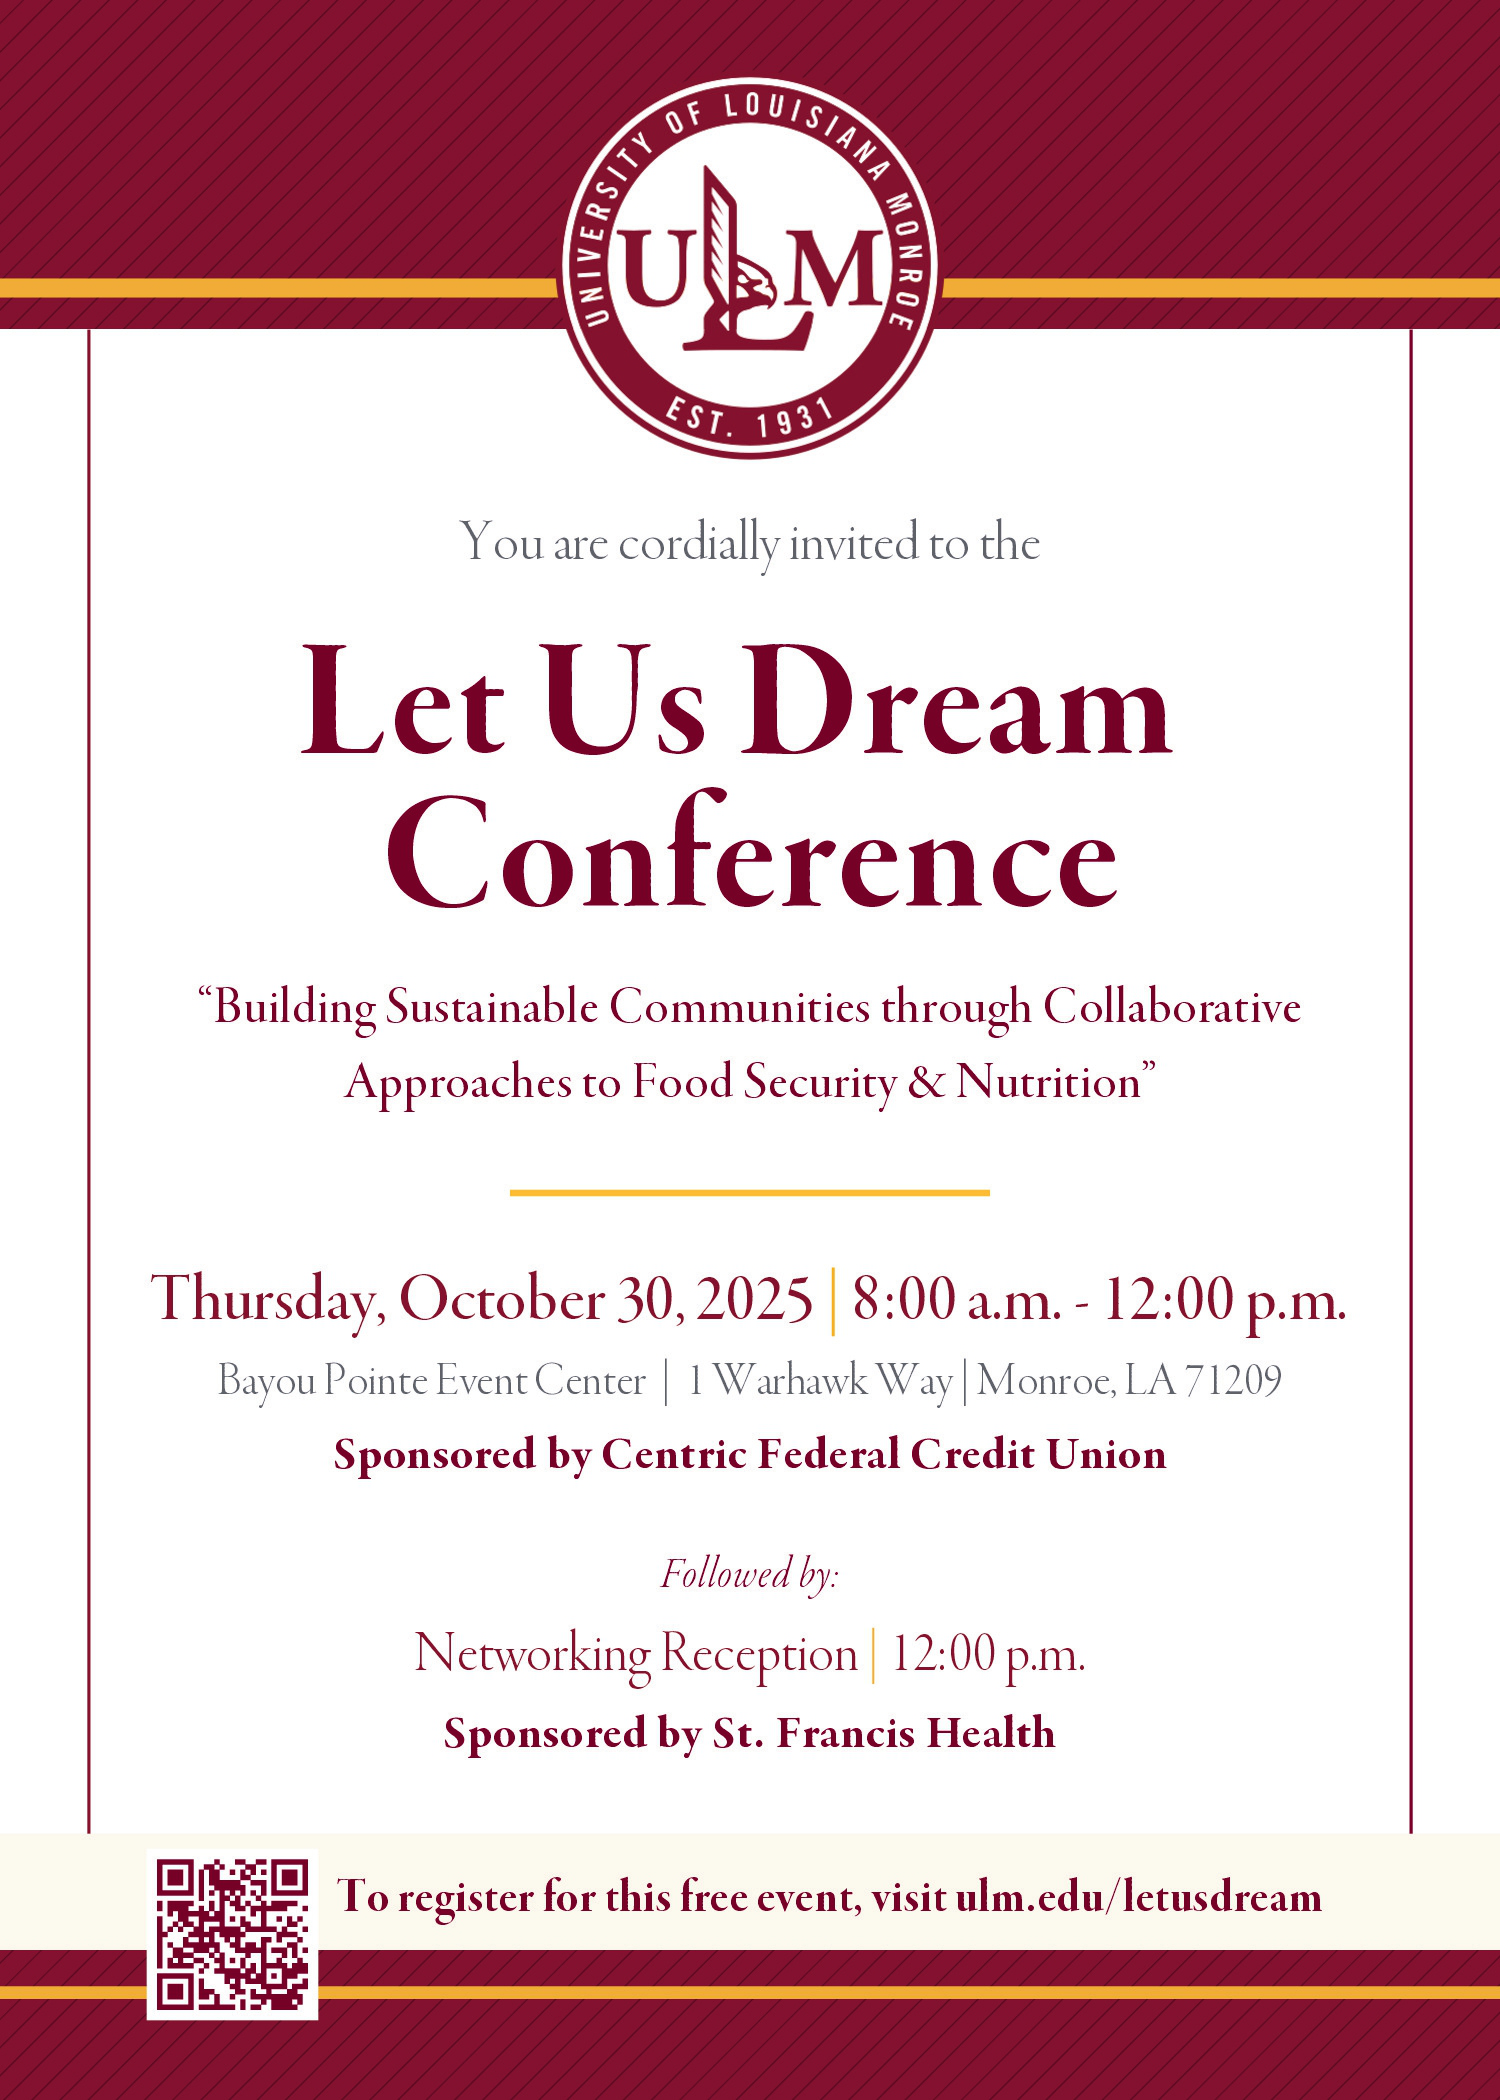 UNIVERSITY OF LOUISIANA MONROE
ULM
EST. 1931
You are cordially invited to the
Let Us Dream
Conference
“Building Sustainable Communities through Collaborative
Approaches to Food Security & Nutrition”
Thursday, October 30, 2025 | 8:00 a.m. - 12:00 p.m.
Bayou Pointe Event Center | 1 Warhawk Way | Monroe, LA 71209
Sponsored by Centric Federal Credit Union
Followed by:
Networking Reception | 12:00 p.m.
Sponsored by St. Francis Health
To register for this free event, visit ulm.edu/letusdream